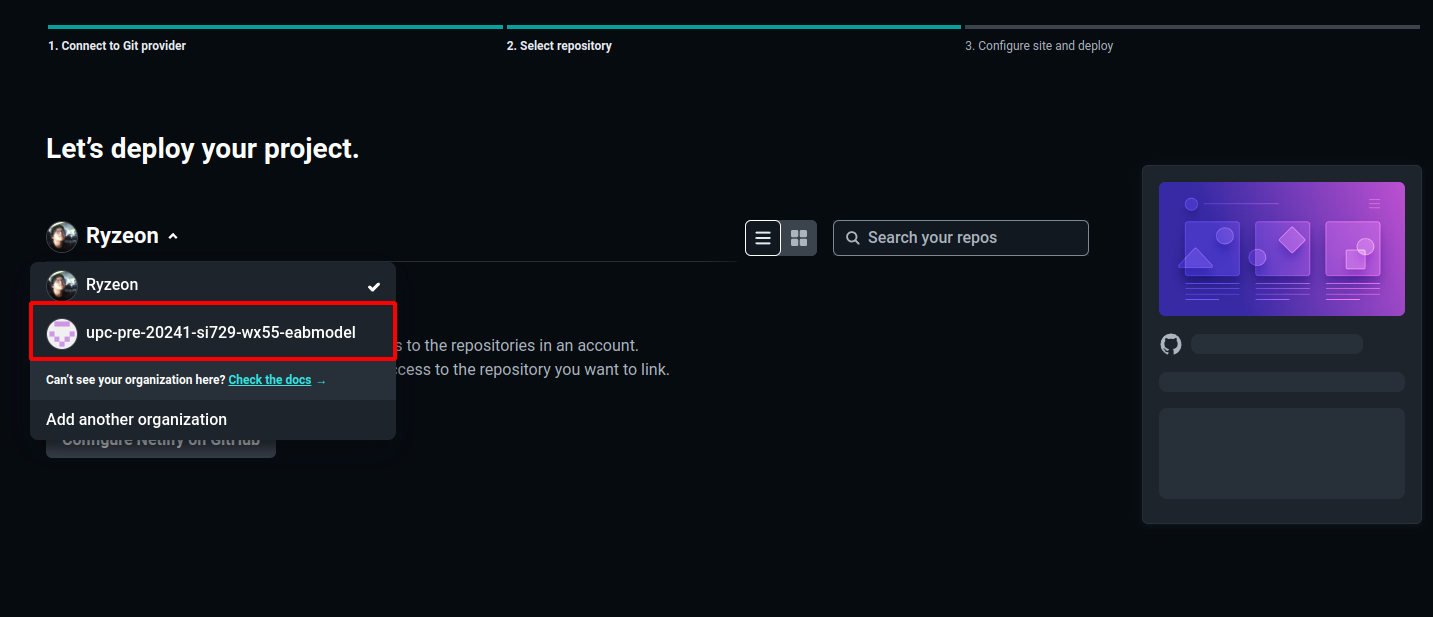 1. Connect to Git provider
2. Select repository
3. Configure site and deploy
Let’s deploy your project.
Ryzeon
Search your repos
Ryzeon
upc-pre-20241-si729-wx55-eabmodel
s to the repositories in an account.
ccess to the repository you want to link.
Can’t see your organization here? Check the docs →
Add another organization
Configure Netlify on GitHub